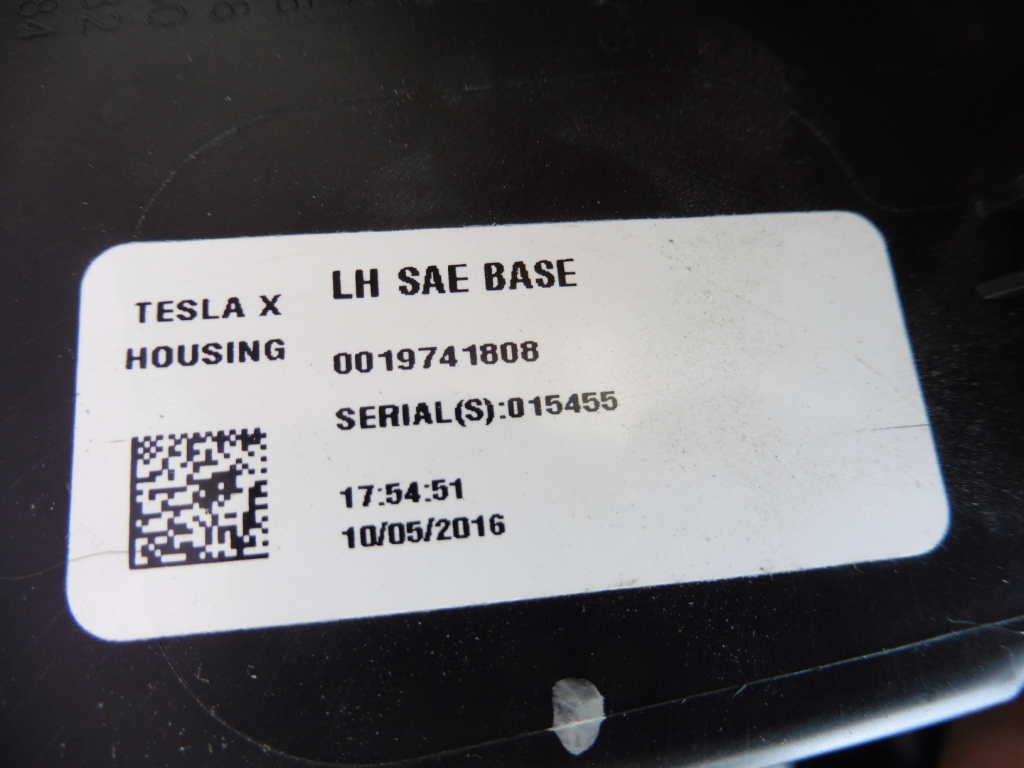 TESLA X
HOUSING
LH SAE BASE
0019741808
SERIAL(S):015455
17:54:51
10/05/2016